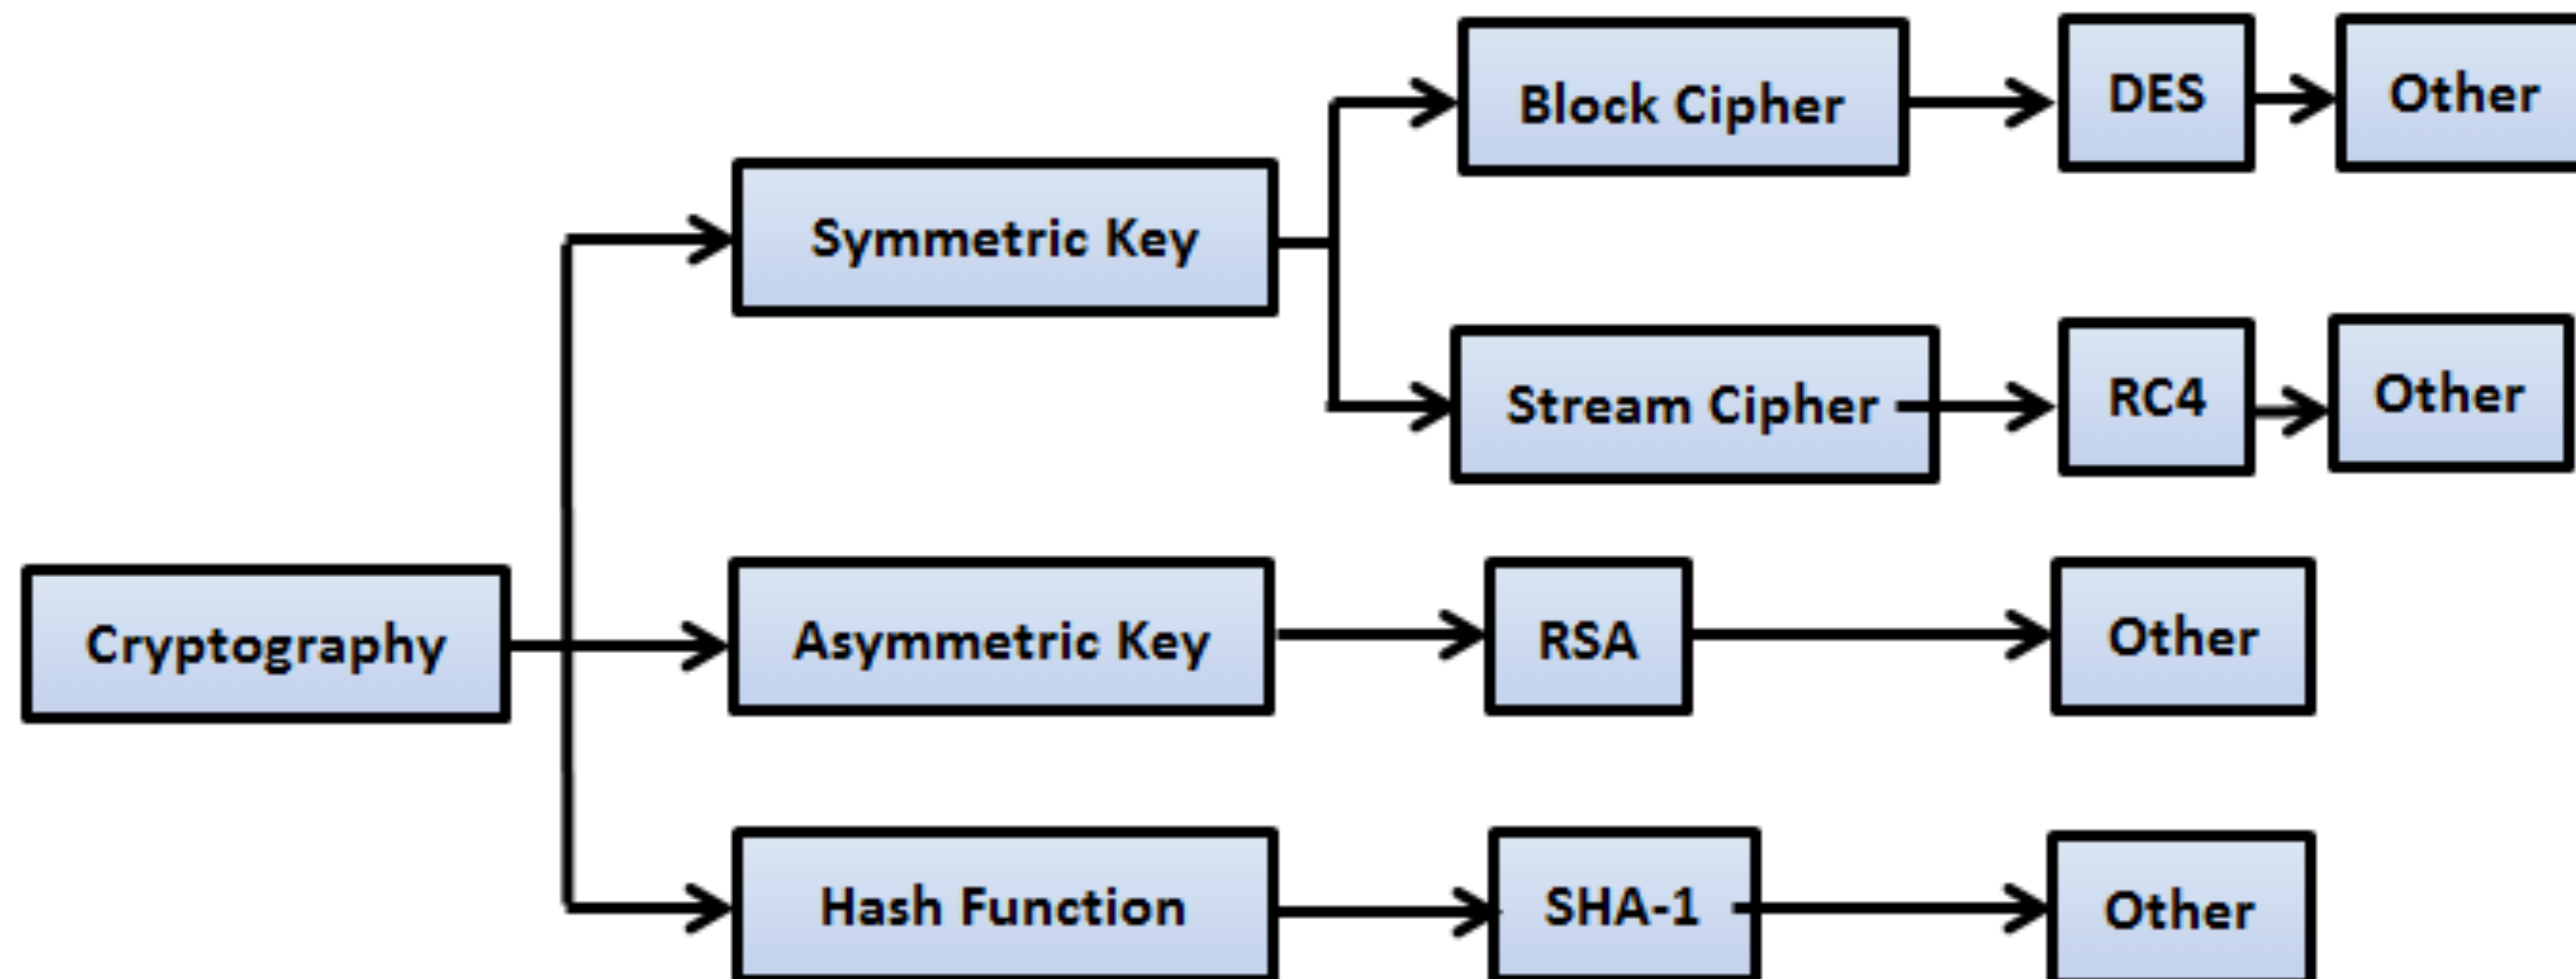 Block Cipher
DES
Other
Symmetric Key
Stream Cipher
RC4
Other
Cryptography
Asymmetric Key
RSA
Other
Hash Function
SHA-1
Other